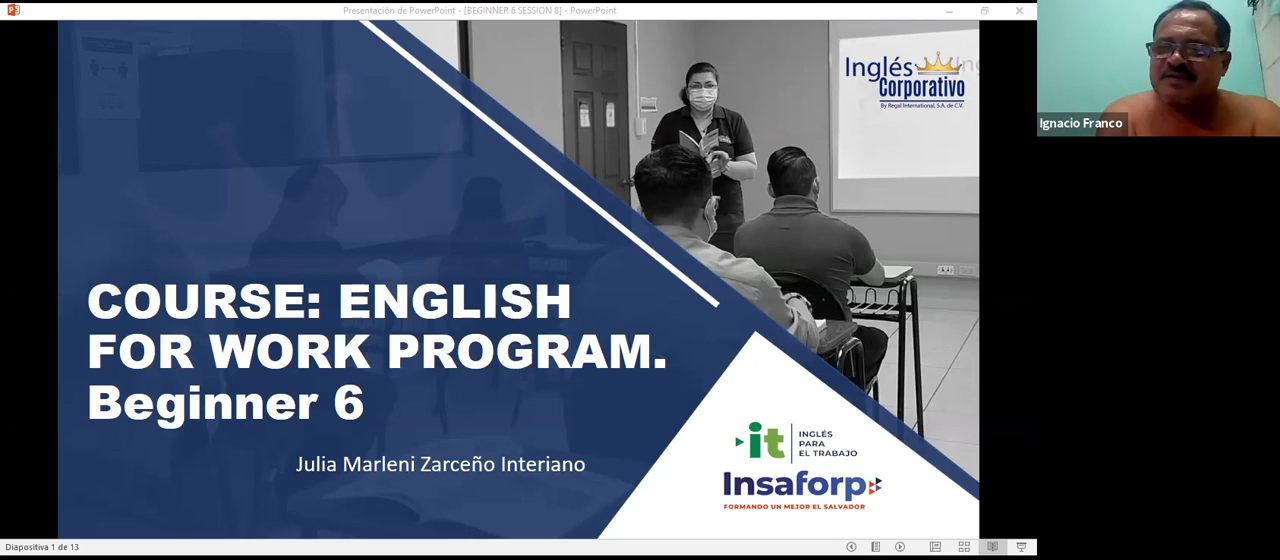 Presentación de PowerPoint - [BEGINNER 6 SESSION 8] - PowerPoint
Inglés
Corporativo
By Regal International, S.A. de C.V.
Ignacio Franco
COURSE: ENGLISH
FOR WORK PROGRAM.
Beginner 6
Julia Marleni Zarceño Interiano
it
INGLÉS
PARA
EL TRABAJO
Insaforp
FORMANDO UN MEJOR EL SALVADOR
Diapositiva 1 de 13